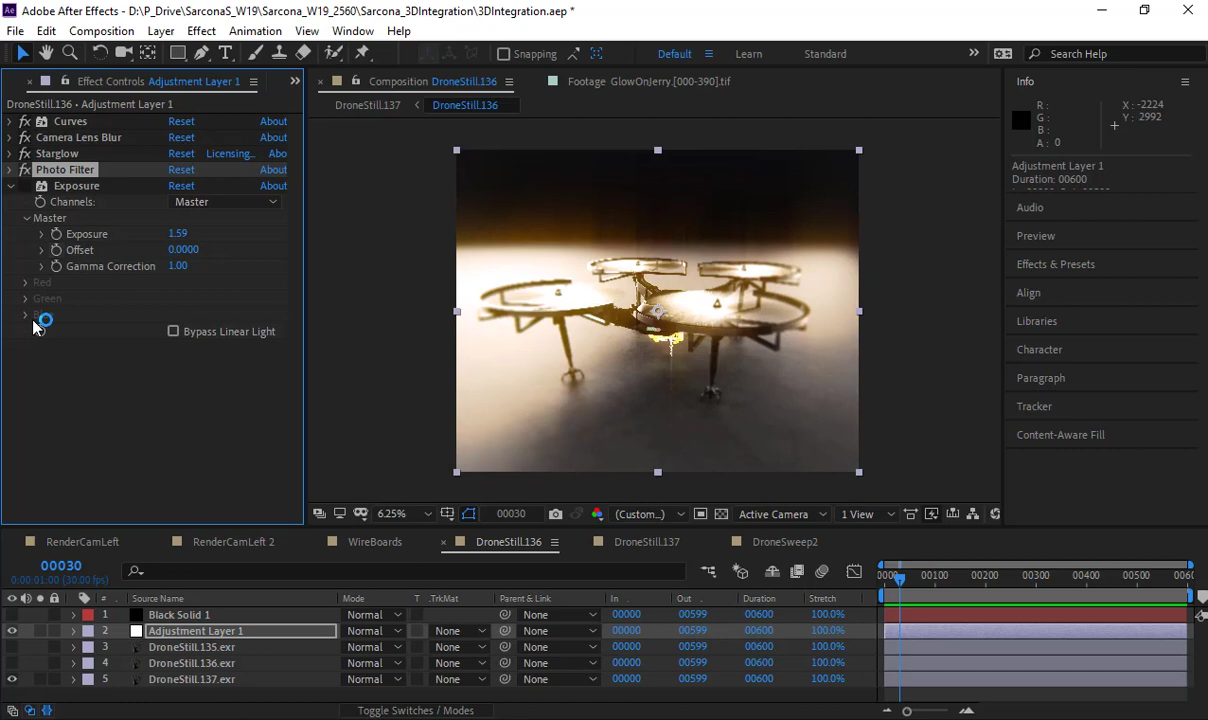 Adobe After Effects - D:\P_Drive\SarconaS_W19\Sarcona_W19_2560\Sarcona_3DIntegration\3DIntegration.aep *
File Edit Composition Layer Effect Animation View Window Help
Snapping Default Learn Standard Search Help
Effect Controls Adjustment Layer 1
DroneStill.136 • Adjustment Layer 1
fx Curves Reset About
fx Camera Lens Blur Reset About
fx Starglow Reset Licensing... Abo
fx Photo Filter Reset About
Exposure Reset About
Channels: Master
Master
Exposure 1.59
Offset 0.0000
Gamma Correction 1.00
Red
Green
Bypass Linear Light
Composition DroneStill.136 Footage GlowOnJerry.[000-390].tif
DroneStill.137 DroneStill.136
6.25% 00030 (Custom...) Active Camera 1 View
Info
R: X: -2224
G: Y: 2992
B:
A: 0
Adjustment Layer 1
Duration: 00600
Audio
Preview
Effects & Presets
Align
Libraries
Character
Paragraph
Tracker
Content-Aware Fill
RenderCamLeft RenderCamLeft 2 WireBoards DroneStill.136 DroneStill.137 DroneSweep2
00030
0:00:01:00 (30.00 fps)
# Source Name Mode T .TrkMat Parent & Link In Out Duration Stretch
00100 00200 00300 00400 00500
1 Black Solid 1 Normal None 00000 00599 00600 100.0%
2 Adjustment Layer 1 Normal None None 00000 00599 00600 100.0%
3 DroneStill.135.exr Normal None None 00000 00599 00600 100.0%
4 DroneStill.136.exr Normal None None 00000 00599 00600 100.0%
5 DroneStill.137.exr Normal None None 00000 00599 00600 100.0%
Toggle Switches / Modes